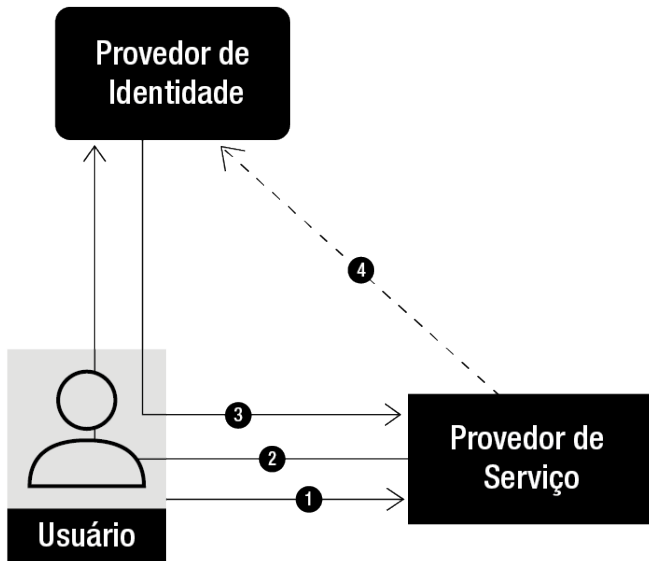 Provedor de
Identidade
4
3
2
1
Provedor de
Serviço
Usuário